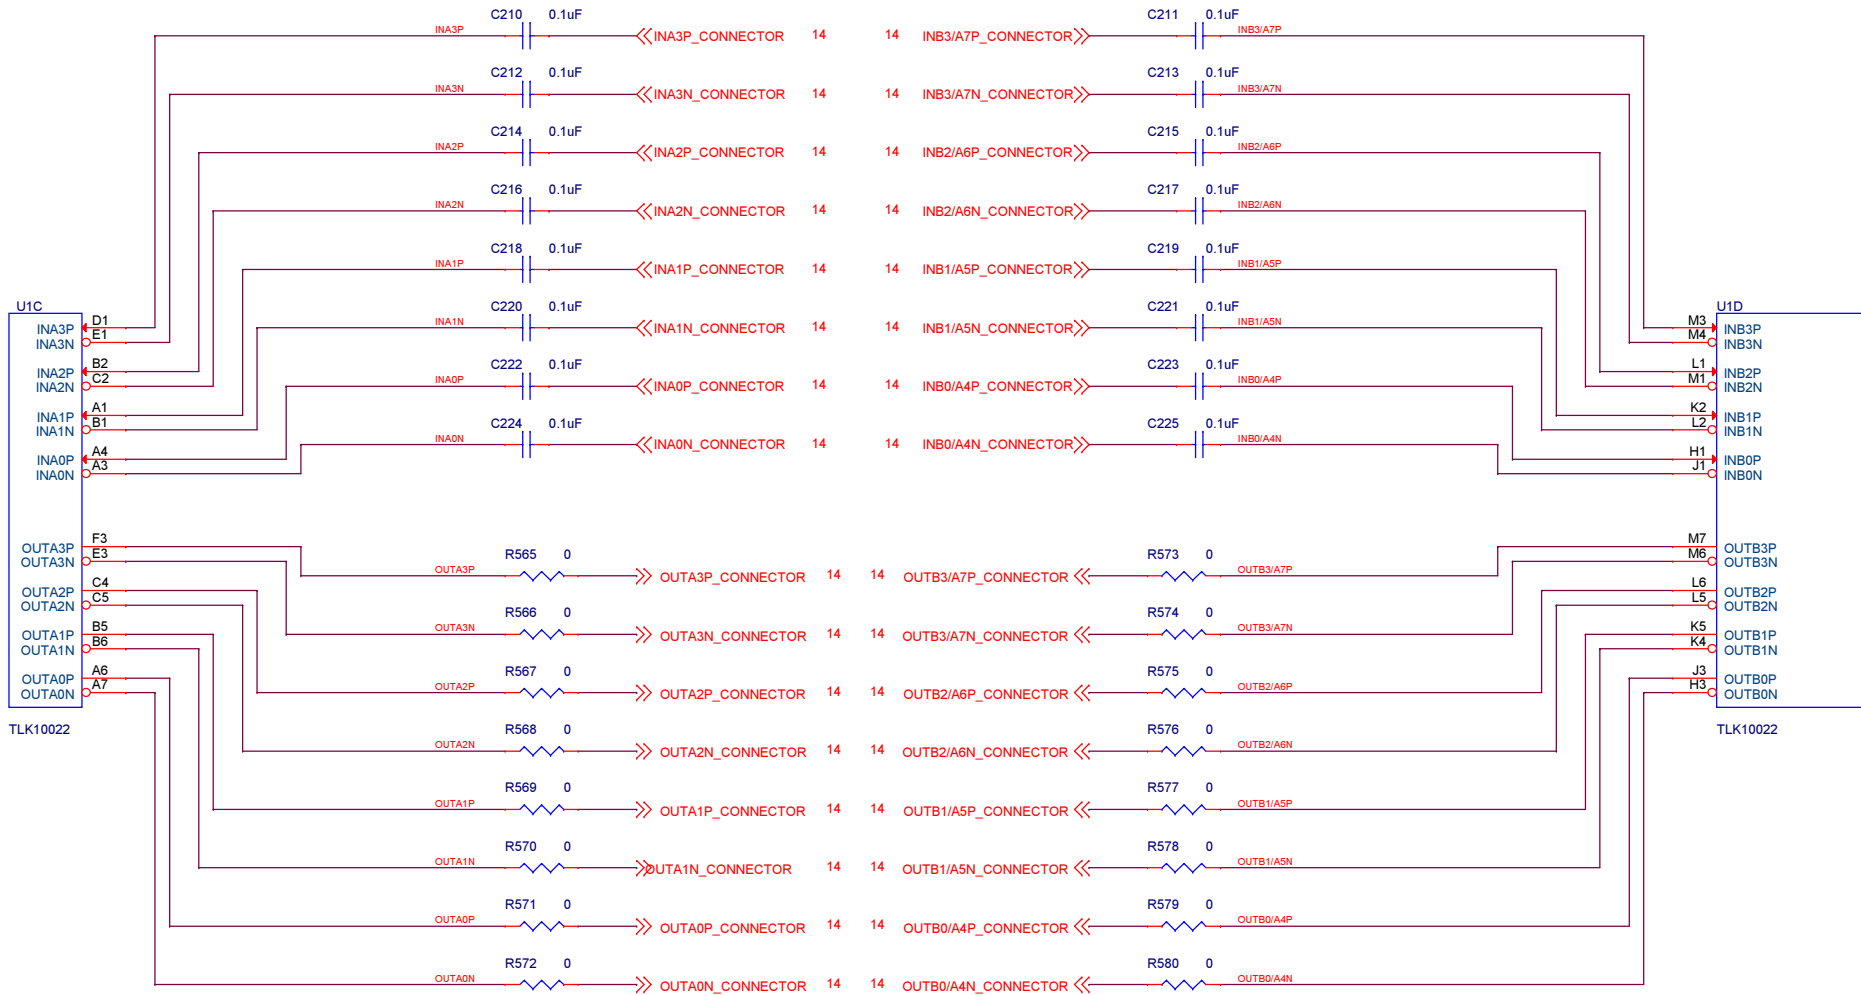 C210 0.1uF C211 0.1uF
INA3P INA3P_CONNECTOR 14 14 INB3/A7P_CONNECTOR INB3/A7P
C212 0.1uF C213 0.1uF
INA3N INA3N_CONNECTOR 14 14 INB3/A7N_CONNECTOR INB3/A7N
C214 0.1uF C215 0.1uF
INA2P INA2P_CONNECTOR 14 14 INB2/A6P_CONNECTOR INB2/A6P
C216 0.1uF C217 0.1uF
INA2N INA2N_CONNECTOR 14 14 INB2/A6N_CONNECTOR INB2/A6N
C218 0.1uF C219 0.1uF
INA1P INA1P_CONNECTOR 14 14 INB1/A5P_CONNECTOR INB1/A5P
U1C C220 0.1uF C221 0.1uF U1D
INA3P D1 INA1N INA1N_CONNECTOR 14 14 INB1/A5N_CONNECTOR INB1/A5N M3 INB3P
INA3N E1 M4 INB3N
C222 0.1uF C223 0.1uF
INA2P B2 L1 INB2P
INA2N C2 INA0P INA0P_CONNECTOR 14 14 INB0/A4P_CONNECTOR INB0/A4P M1 INB2N
INA1P A1 K2 INB1P
INA1N B1 C224 0.1uF C225 0.1uF L2 INB1N
INA0N INA0N_CONNECTOR 14 14 INB0/A4N_CONNECTOR INB0/A4N
INA0P A4 H1 INB0P
INA0N A3 J1 INB0N
OUTA3P F3 M7 OUTB3P
OUTA3N E3 R565 0 R573 0 M6 OUTB3N
OUTA3P OUTA3P_CONNECTOR 14 14 OUTB3/A7P_CONNECTOR OUTB3/A7P
OUTA2P C4 L6 OUTB2P
OUTA2N C5 R566 0 R574 0 L5 OUTB2N
OUTA1P B5 OUTA3N OUTA3N_CONNECTOR 14 14 OUTB3/A7N_CONNECTOR OUTB3/A7N K5 OUTB1P
OUTA1N B6 K4 OUTB1N
R567 0 R575 0
OUTA0P A6 J3 OUTB0P
OUTA0N A7 OUTA2P OUTA2P_CONNECTOR 14 14 OUTB2/A6P_CONNECTOR OUTB2/A6P H3 OUTB0N
TLK10022 R568 0 R576 0 TLK10022
OUTA2N OUTA2N_CONNECTOR 14 14 OUTB2/A6N_CONNECTOR OUTB2/A6N
R569 0 R577 0
OUTA1P OUTA1P_CONNECTOR 14 14 OUTB1/A5P_CONNECTOR OUTB1/A5P
R570 0 R578 0
OUTA1N OUTA1N_CONNECTOR 14 14 OUTB1/A5N_CONNECTOR OUTB1/A5N
R571 0 R579 0
OUTA0P OUTA0P_CONNECTOR 14 14 OUTB0/A4P_CONNECTOR OUTB0/A4P
R572 0 R580 0
OUTA0N OUTA0N_CONNECTOR 14 14 OUTB0/A4N_CONNECTOR OUTB0/A4N